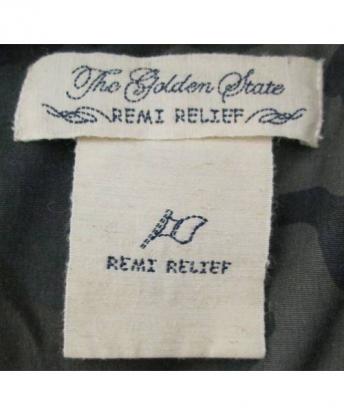 The Golden State
REMI RELIEF
REMI RELIEF